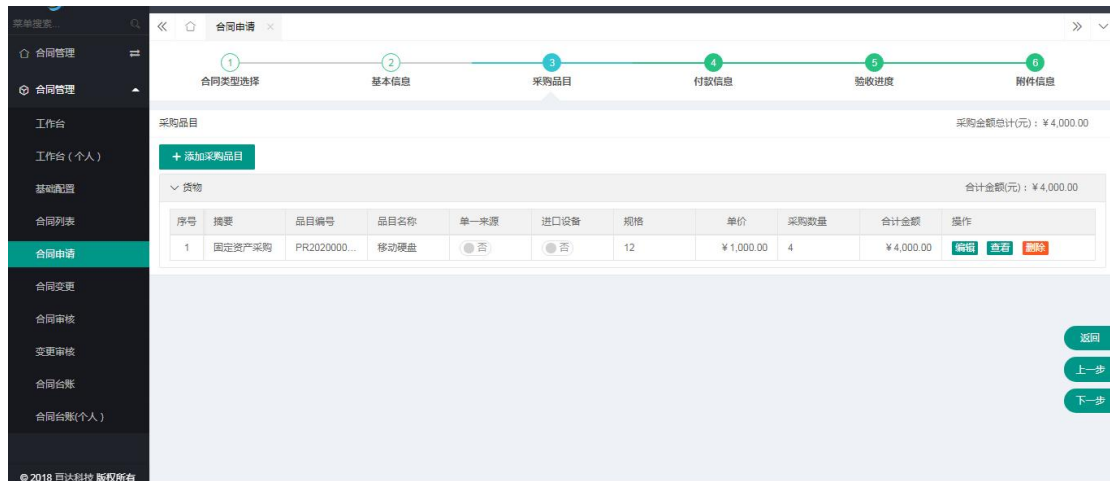 菜单搜索...
合同管理
合同管理
工作台
工作台（个人）
基础配置
合同列表
合同申请
合同变更
合同审核
变更审核
合同台账
合同台账(个人）
© 2018 亘达科技 版权所有
合同申请
1 2 3 4 5 6
合同类型选择 基本信息 采购品目 付款信息 验收进度 附件信息
采购品目 采购金额总计(元)：￥4,000.00
+ 添加采购品目
货物 合计金额(元)：￥4,000.00
序号 摘要 品目编号 品目名称 单一来源 进口设备 规格 单价 采购数量 合计金额 操作
1 固定资产采购 PR2020000... 移动硬盘 否 否 12 ￥1,000.00 4 ￥4,000.00 编辑 查看 删除
返回
上一步
下一步